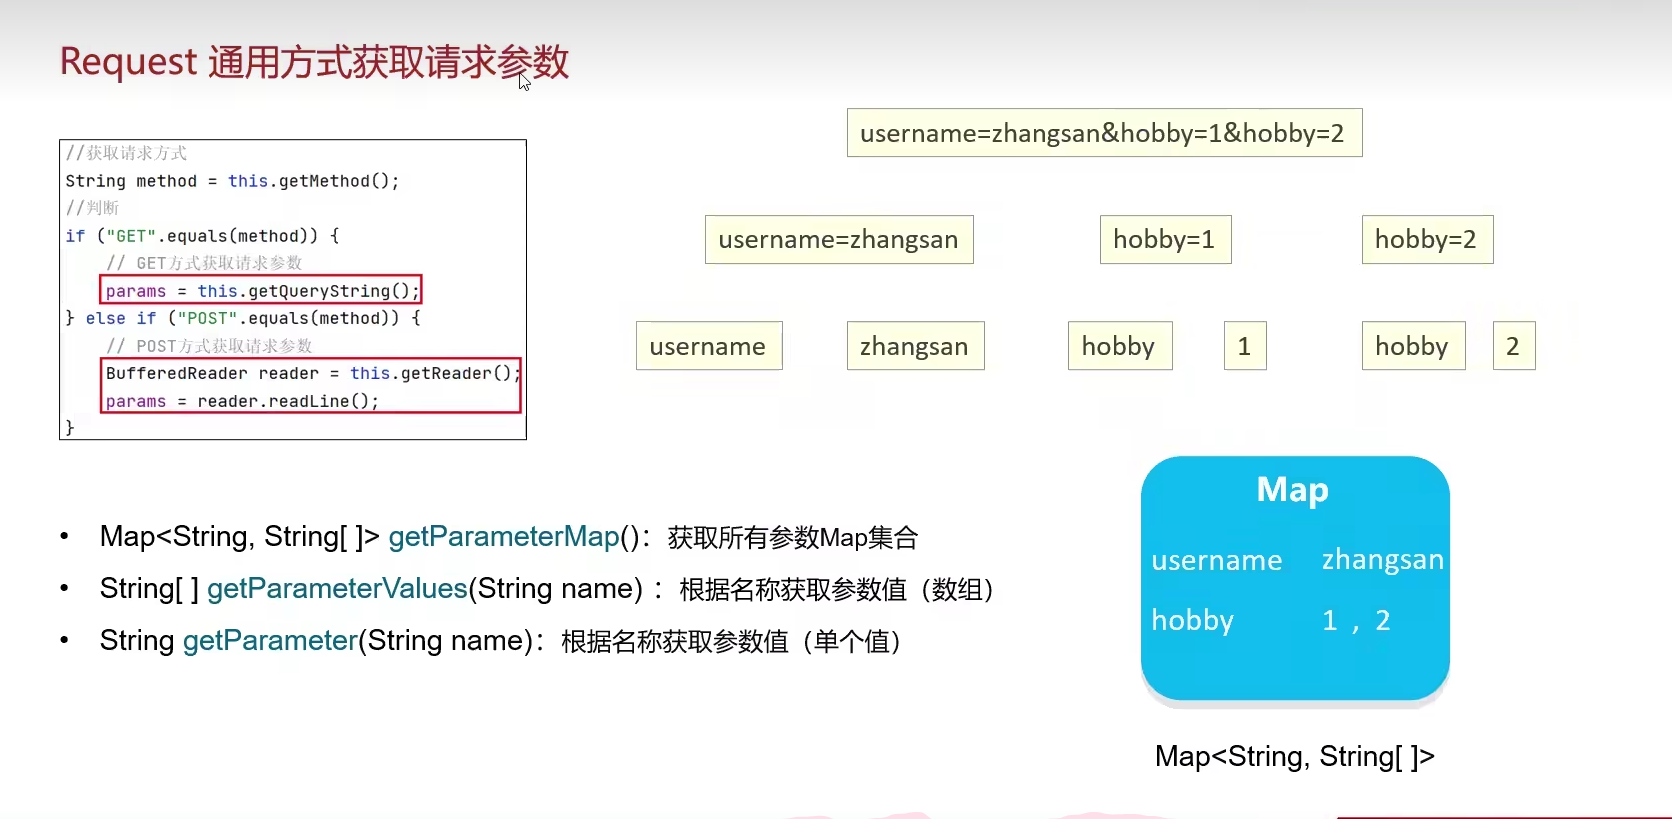 Request 通用方式获取请求参数
//获取请求方式
String method = this.getMethod();
//判断
if ("GET".equals(method)) {
// GET方式获取请求参数
params = this.getQueryString();
} else if ("POST".equals(method)) {
// POST方式获取请求参数
BufferedReader reader = this.getReader();
params = reader.readLine();
}
username=zhangsan&hobby=1&hobby=2
username=zhangsan hobby=1 hobby=2
username zhangsan hobby 1 hobby 2
• Map<String, String[ ]> getParameterMap()：获取所有参数Map集合
• String[ ] getParameterValues(String name) ：根据名称获取参数值（数组）
• String getParameter(String name)：根据名称获取参数值（单个值）
Map
username zhangsan
hobby 1 , 2
Map<String, String[ ]>